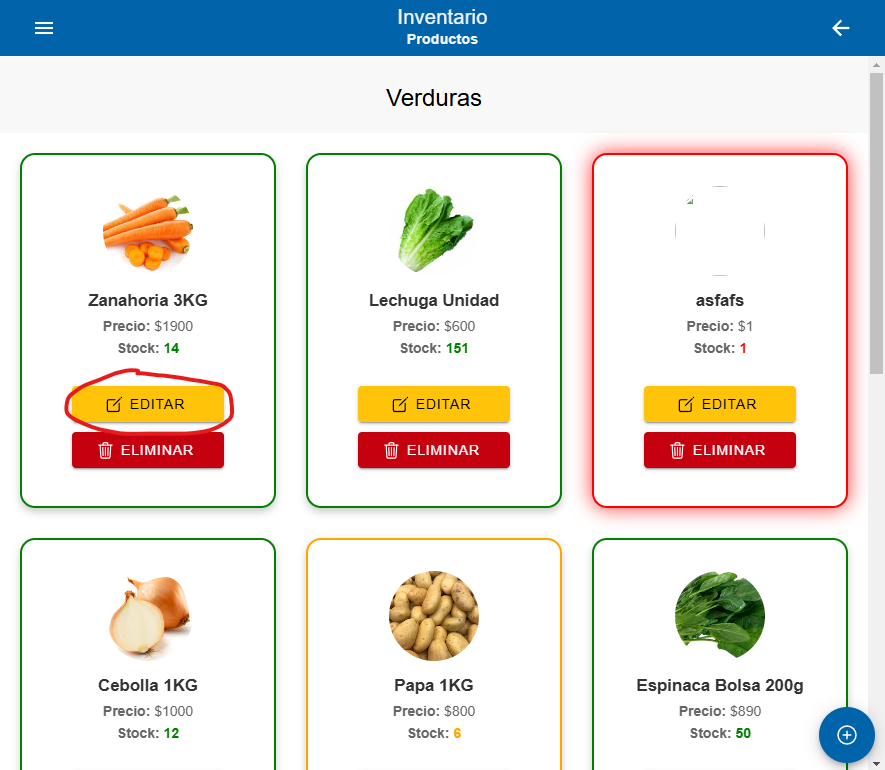 Inventario
Productos
Verduras
Zanahoria 3KG
Precio: $1900
Stock: 14
EDITAR
ELIMINAR
Lechuga Unidad
Precio: $600
Stock: 151
EDITAR
ELIMINAR
asfafs
Precio: $1
Stock: 1
EDITAR
ELIMINAR
Cebolla 1KG
Precio: $1000
Stock: 12
Papa 1KG
Precio: $800
Stock: 6
Espinaca Bolsa 200g
Precio: $890
Stock: 50